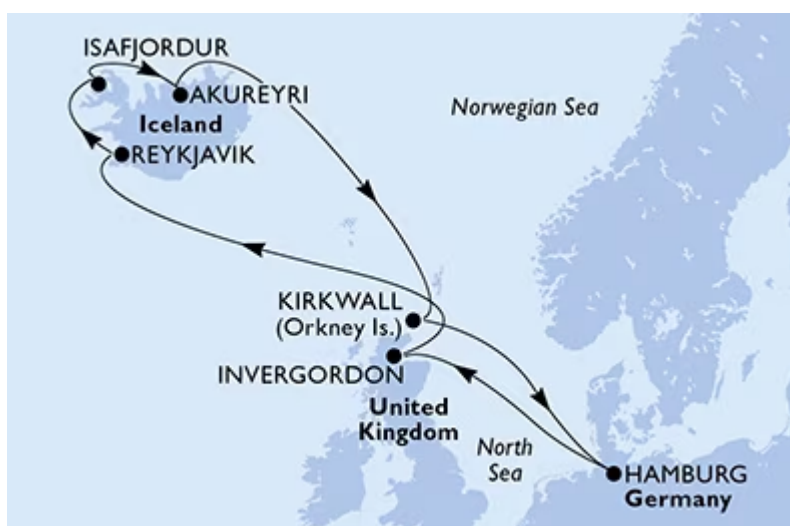 ISAFJORDUR
AKUREYRI
Iceland
REYKJAVIK
Norwegian Sea
KIRKWALL
(Orkney Is.)
INVERGORDON
United
Kingdom
North
Sea
HAMBURG
Germany